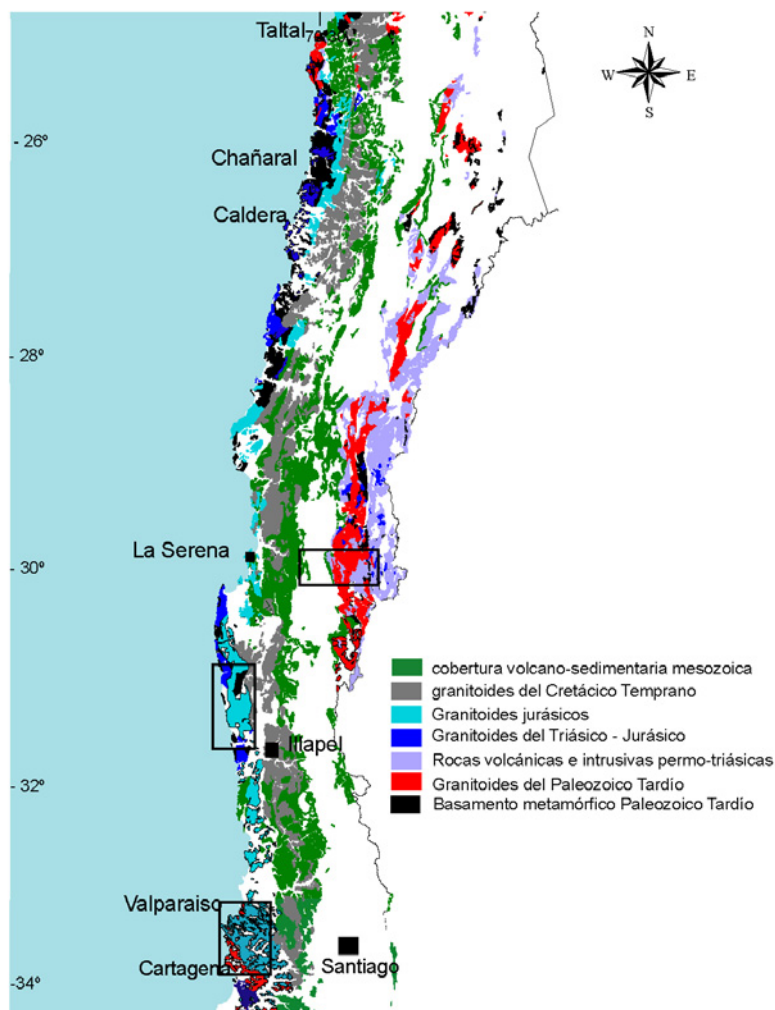 Taltal
N
W E
S
- 26º
Chañaral
Caldera
- 28º
La Serena
- 30º
cobertura volcano-sedimentaria mesozoica
granitoides del Cretácico Temprano
Granitoides jurásicos
Granitoides del Triásico - Jurásico
Rocas volcánicas e intrusivas permo-triásicas
Granitoides del Paleozoico Tardío
Basamento metamórfico Paleozoico Tardío
Illapel
- 32º
Valparaiso
Cartagena
Santiago
-34º